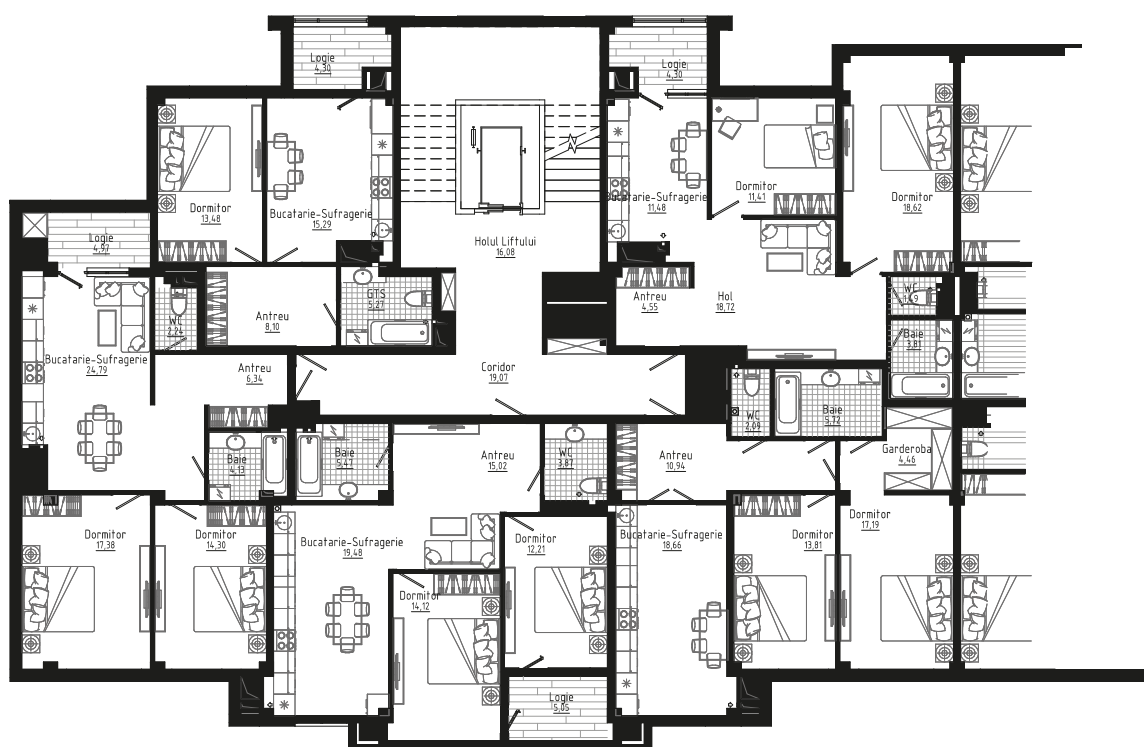 Logie
4,30
Logie
4,30
Dormitor
13,48
Bucatarie-Sufragerie
15,29
Bucatarie-Sufragerie
11,48
Dormitor
11,41
Dormitor
18,62
Logie
4,97
Holul Liftului
16,08
WC
2,24
Antreu
8,10
GTS
5,27
Antreu
4,55
Hol
18,72
WC
1,49
Baie
3,81
Bucatarie-Sufragerie
24,79
Antreu
6,34
Coridor
19,07
WC
2,09
Baie
5,72
Baie
4,13
Baie
5,47
Antreu
15,02
WC
3,87
Antreu
10,94
Garderoba
4,46
Dormitor
17,38
Dormitor
14,30
Bucatarie-Sufragerie
19,48
Dormitor
12,21
Bucatarie-Sufragerie
18,66
Dormitor
13,81
Dormitor
17,19
Dormitor
14,12
Logie
5,05